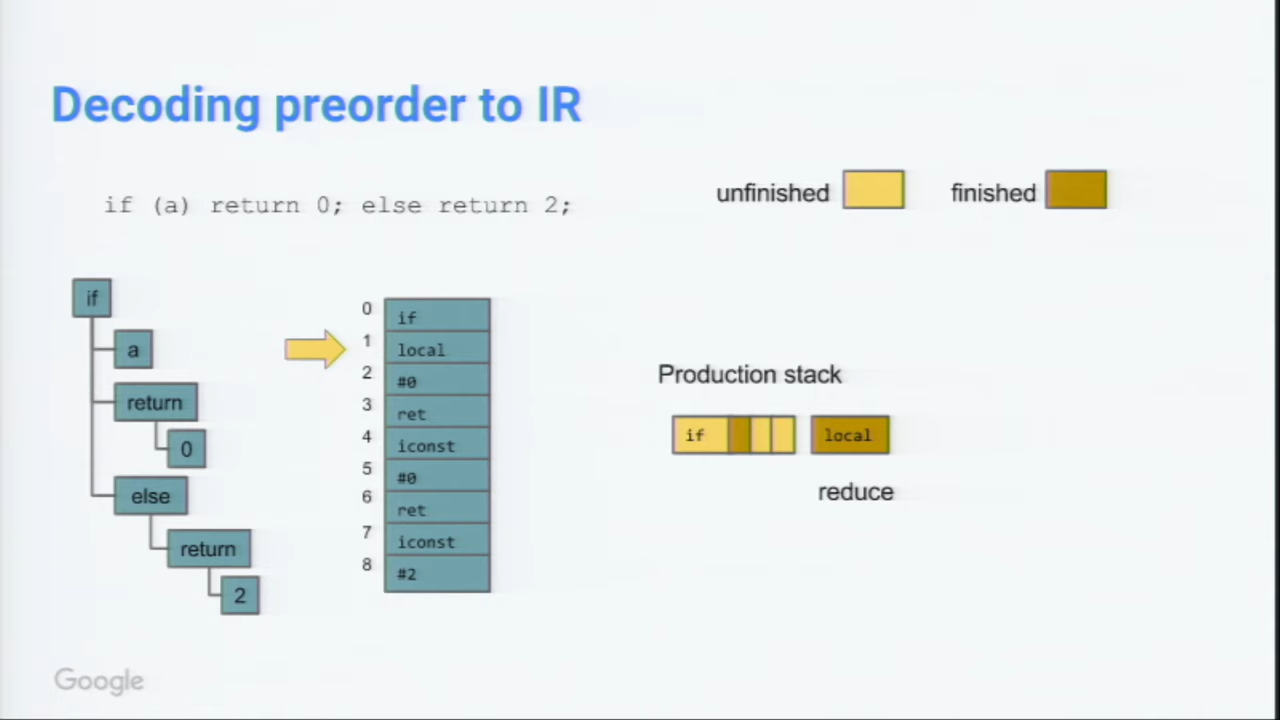 Decoding preorder to IR
if (a) return 0; else return 2;
unfinished
finished
if
a
return
0
else
return
2
0 if
1 local
2 #0
3 ret
4 iconst
5 #0
6 ret
7 iconst
8 #2
Production stack
if local
reduce
Google